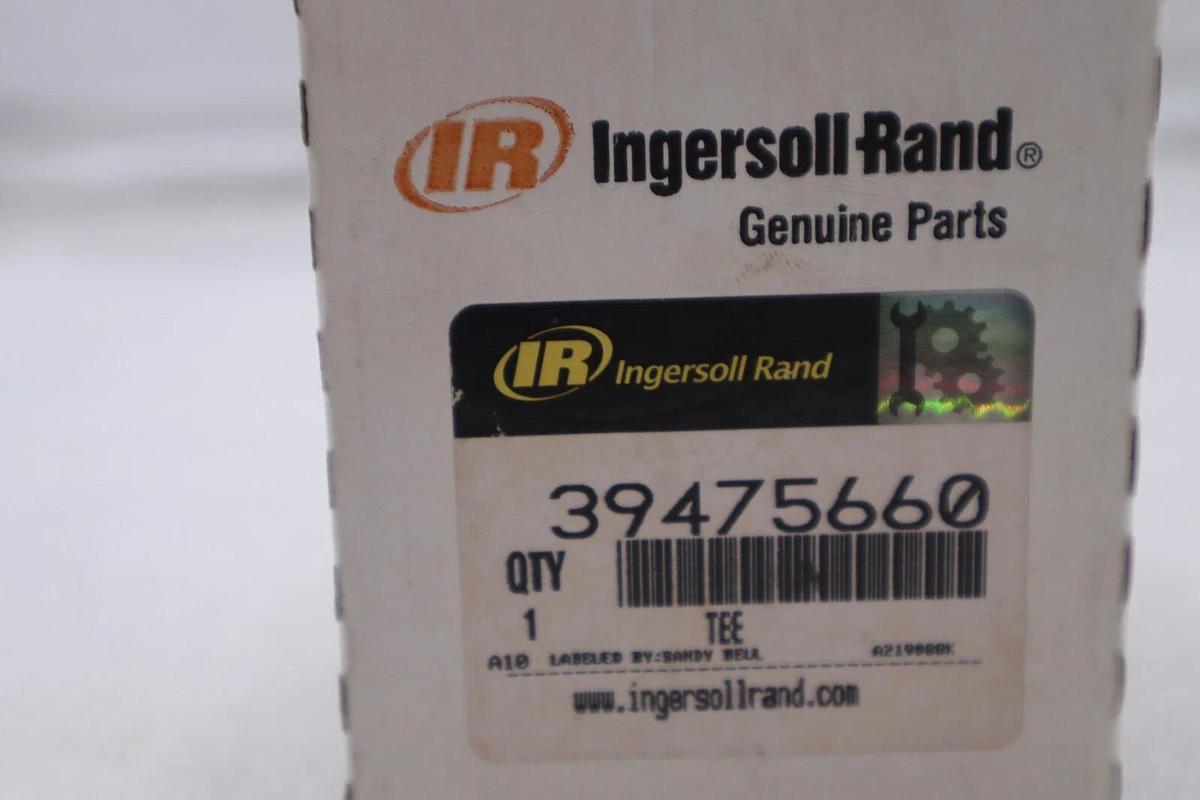 IR Ingersoll-Rand®
Genuine Parts
IR Ingersoll Rand
39475660
QTY
1 TEE
A10 LABELED BY:SANDY BELL
www.ingersollrand.com